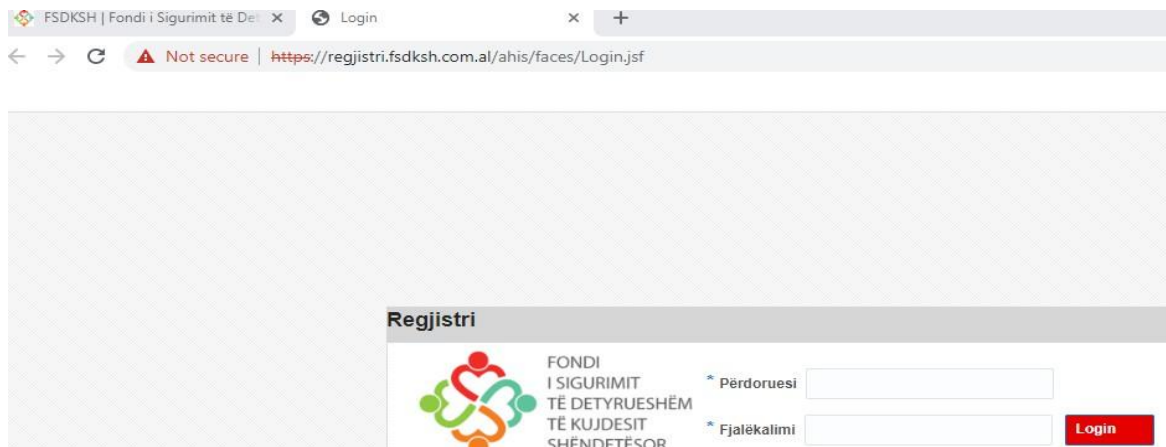 FSDKSH | Fondi i Sigurimit të De
Login
Not secure | https://regjistri.fsdksh.com.al/ahis/faces/Login.jsf
Regjistri
FONDI
I SIGURIMIT
TË DETYRUESHËM
TË KUJDESIT
SHËNDETËSOR
* Përdoruesi
* Fjalëkalimi
Login